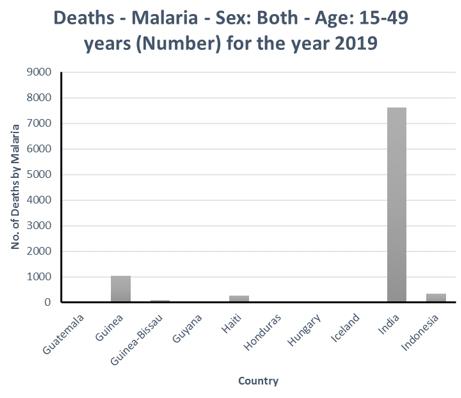 Deaths - Malaria - Sex: Both - Age: 15-49
years (Number) for the year 2019
9000
8000
7000
6000
5000
4000
3000
2000
1000
0
No. of Deaths by Malaria
Guatemala
Guinea
Guinea-Bissau
Guyana
Haiti
Honduras
Hungary
Iceland
India
Indonesia
Country